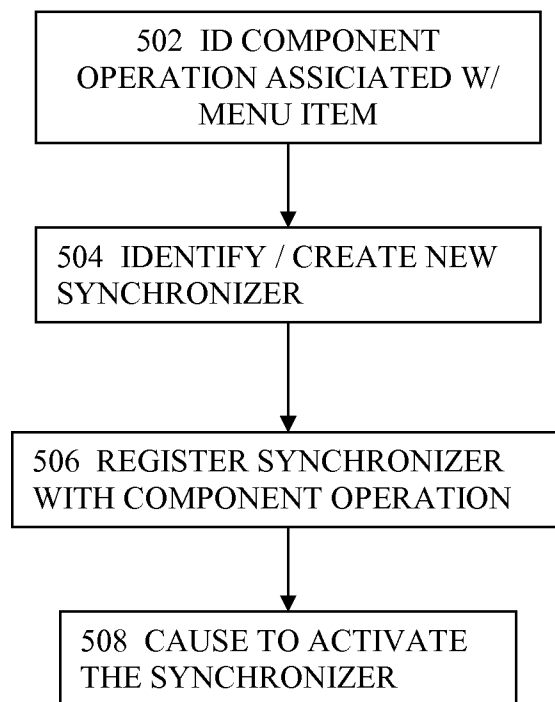 502 ID COMPONENT
OPERATION ASSICIATED W/
MENU ITEM
504 IDENTIFY / CREATE NEW
SYNCHRONIZER
506 REGISTER SYNCHRONIZER
WITH COMPONENT OPERATION
508 CAUSE TO ACTIVATE
THE SYNCHRONIZER